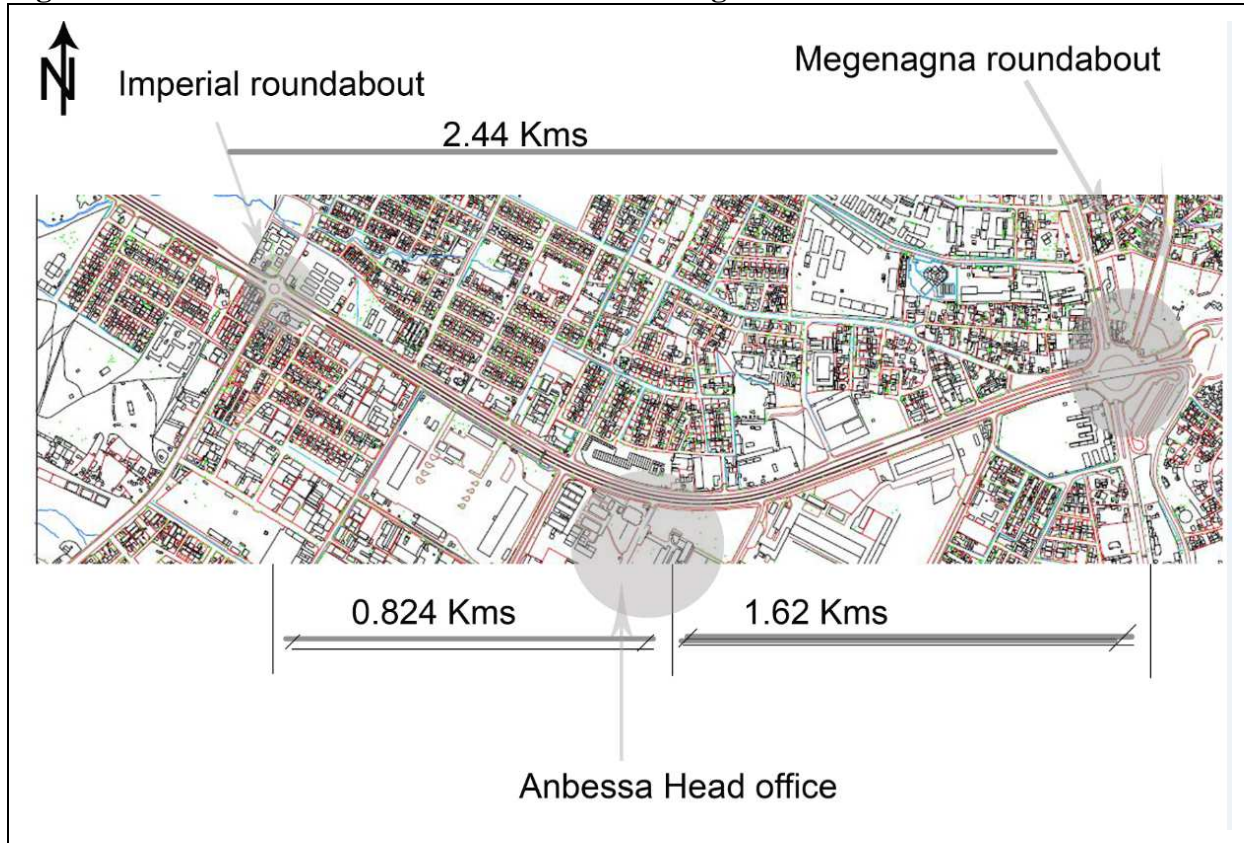 N
Imperial roundabout
Megenagna roundabout
2.44 Kms
0.824 Kms
1.62 Kms
Anbessa Head office